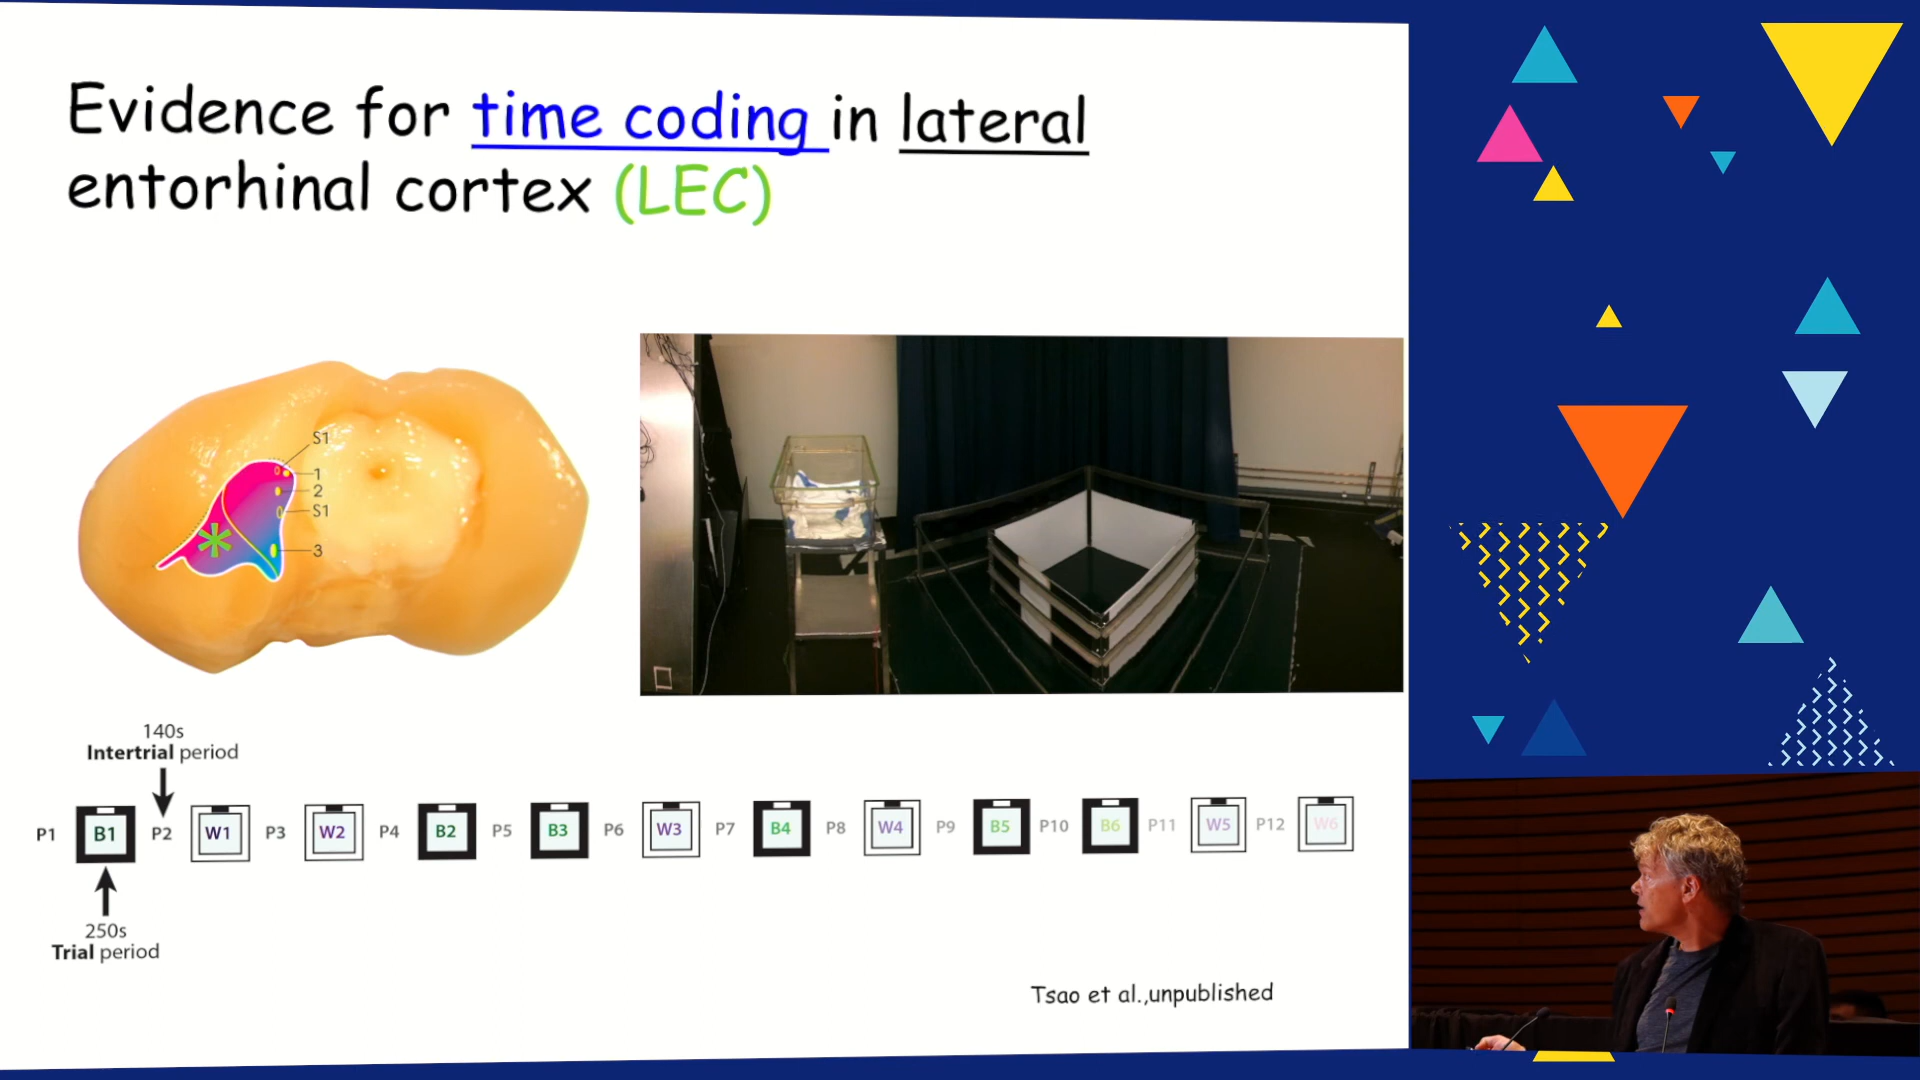 Evidence for time coding in lateral
entorhinal cortex (LEC)
S1
1
2
S1
3
*
140s
Intertrial period
P1 B1 P2 W1 P3 W2 P4 B2 P5 B3 P6 W3 P7 B4 P8 W4 P9 B5 P10 B6 P11 W5 P12 W6
250s
Trial period
Tsao et al.,unpublished